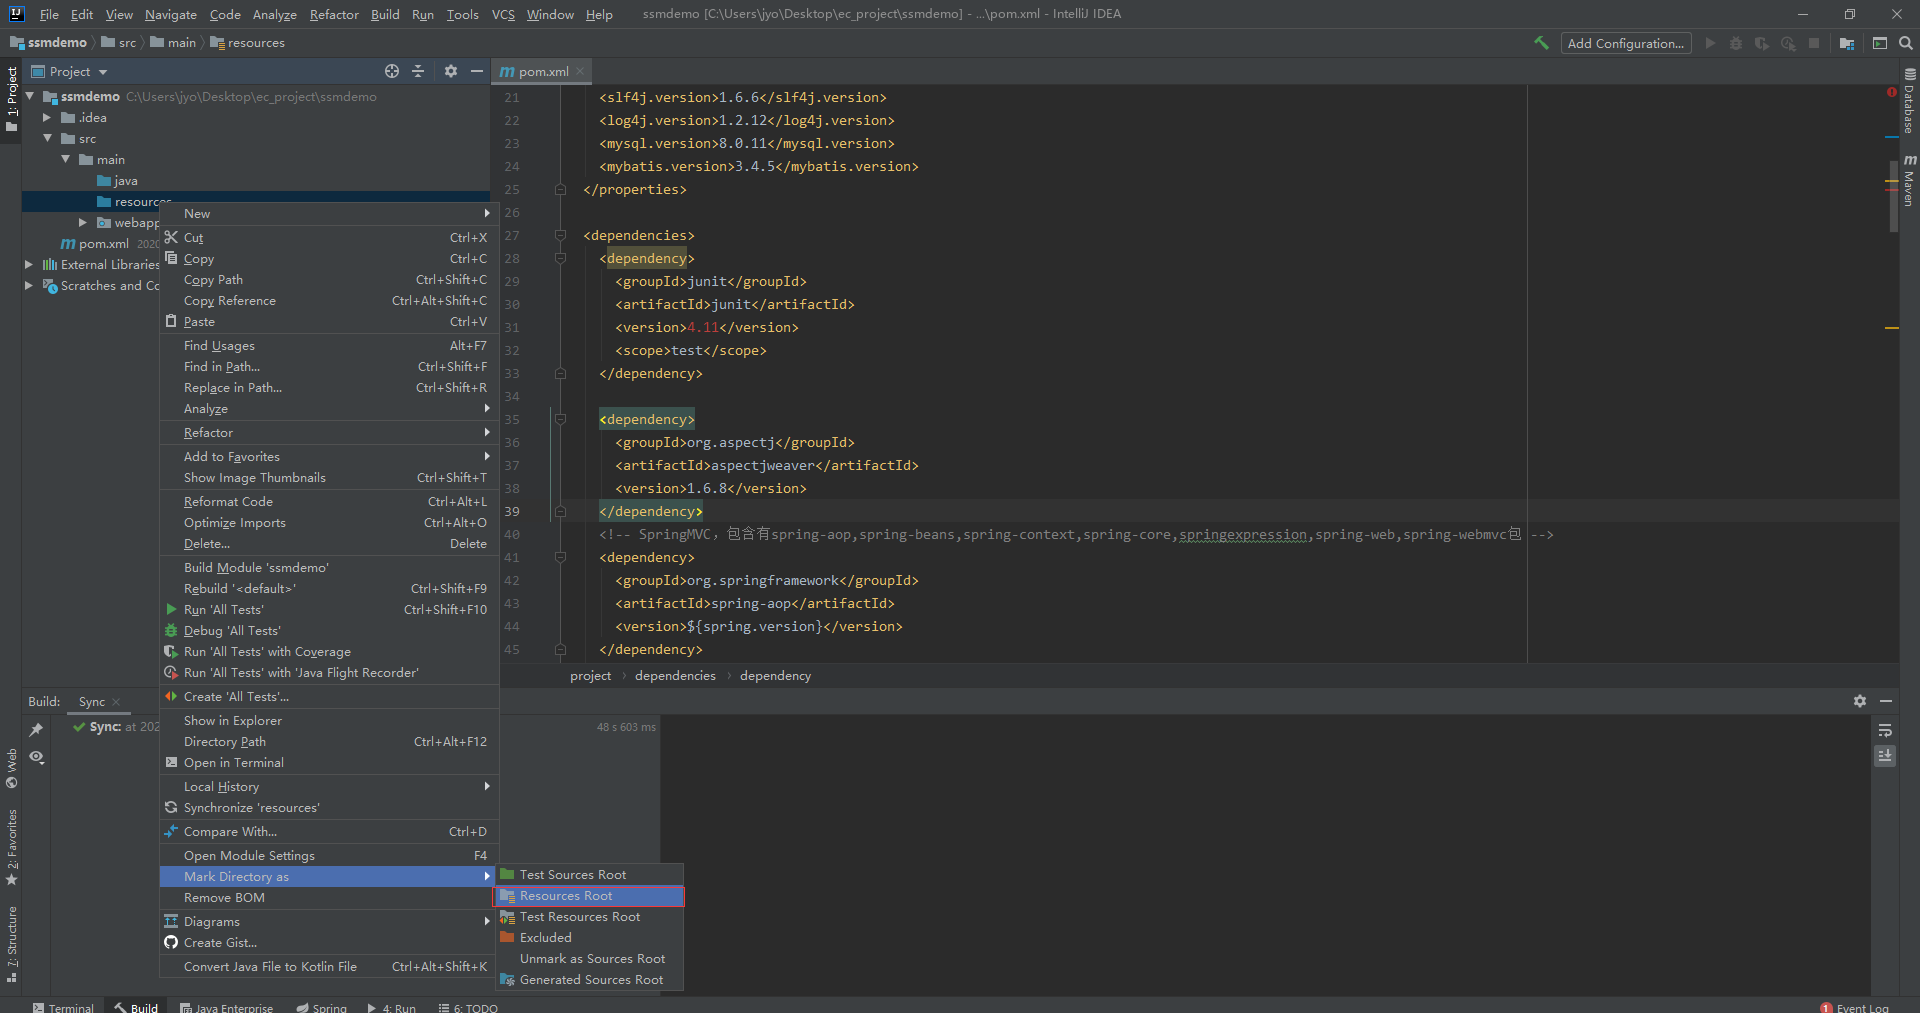 File Edit View Navigate Code Analyze Refactor Build Run Tools VCS Window Help ssmdemo [C:\Users\jyo\Desktop\ec_project\ssmdemo] - ...\pom.xml - IntelliJ IDEA
ssmdemo src main resources Add Configuration...
1: Project
Project
pom.xml
ssmdemo C:\Users\jyo\Desktop\ec_project\ssmdemo
.idea
src
main
java
resources
webapp
pom.xml 2020
External Libraries
Scratches and Co
New
Cut Ctrl+X
Copy Ctrl+C
Copy Path Ctrl+Shift+C
Copy Reference Ctrl+Alt+Shift+C
Paste Ctrl+V
Find Usages Alt+F7
Find in Path... Ctrl+Shift+F
Replace in Path... Ctrl+Shift+R
Analyze
Refactor
Add to Favorites
Show Image Thumbnails Ctrl+Shift+T
Reformat Code Ctrl+Alt+L
Optimize Imports Ctrl+Alt+O
Delete... Delete
Build Module 'ssmdemo'
Rebuild '<default>' Ctrl+Shift+F9
Run 'All Tests' Ctrl+Shift+F10
Debug 'All Tests'
Run 'All Tests' with Coverage
Run 'All Tests' with 'Java Flight Recorder'
Create 'All Tests'...
Show in Explorer
Directory Path Ctrl+Alt+F12
Open in Terminal
Local History
Synchronize 'resources'
Compare With... Ctrl+D
Open Module Settings F4
Mark Directory as
Remove BOM
Diagrams
Create Gist...
Convert Java File to Kotlin File Ctrl+Alt+Shift+K
Test Sources Root
Resources Root
Test Resources Root
Excluded
Unmark as Sources Root
Generated Sources Root
21 <slf4j.version>1.6.6</slf4j.version>
22 <log4j.version>1.2.12</log4j.version>
23 <mysql.version>8.0.11</mysql.version>
24 <mybatis.version>3.4.5</mybatis.version>
25 </properties>
26
27 <dependencies>
28 <dependency>
29 <groupId>junit</groupId>
30 <artifactId>junit</artifactId>
31 <version>4.11</version>
32 <scope>test</scope>
33 </dependency>
34
35 <dependency>
36 <groupId>org.aspectj</groupId>
37 <artifactId>aspectjweaver</artifactId>
38 <version>1.6.8</version>
39 </dependency>
40 <!-- SpringMVC，包含有spring-aop,spring-beans,spring-context,spring-core,springexpression,spring-web,spring-webmvc包 -->
41 <dependency>
42 <groupId>org.springframework</groupId>
43 <artifactId>spring-aop</artifactId>
44 <version>${spring.version}</version>
45 </dependency>
project dependencies dependency
Database
Maven
Build: Sync
Sync: at 202 48 s 603 ms
Web
2: Favorites
7: Structure
Terminal Build Java Enterprise Spring 4: Run 6: TODO 1 Event Log